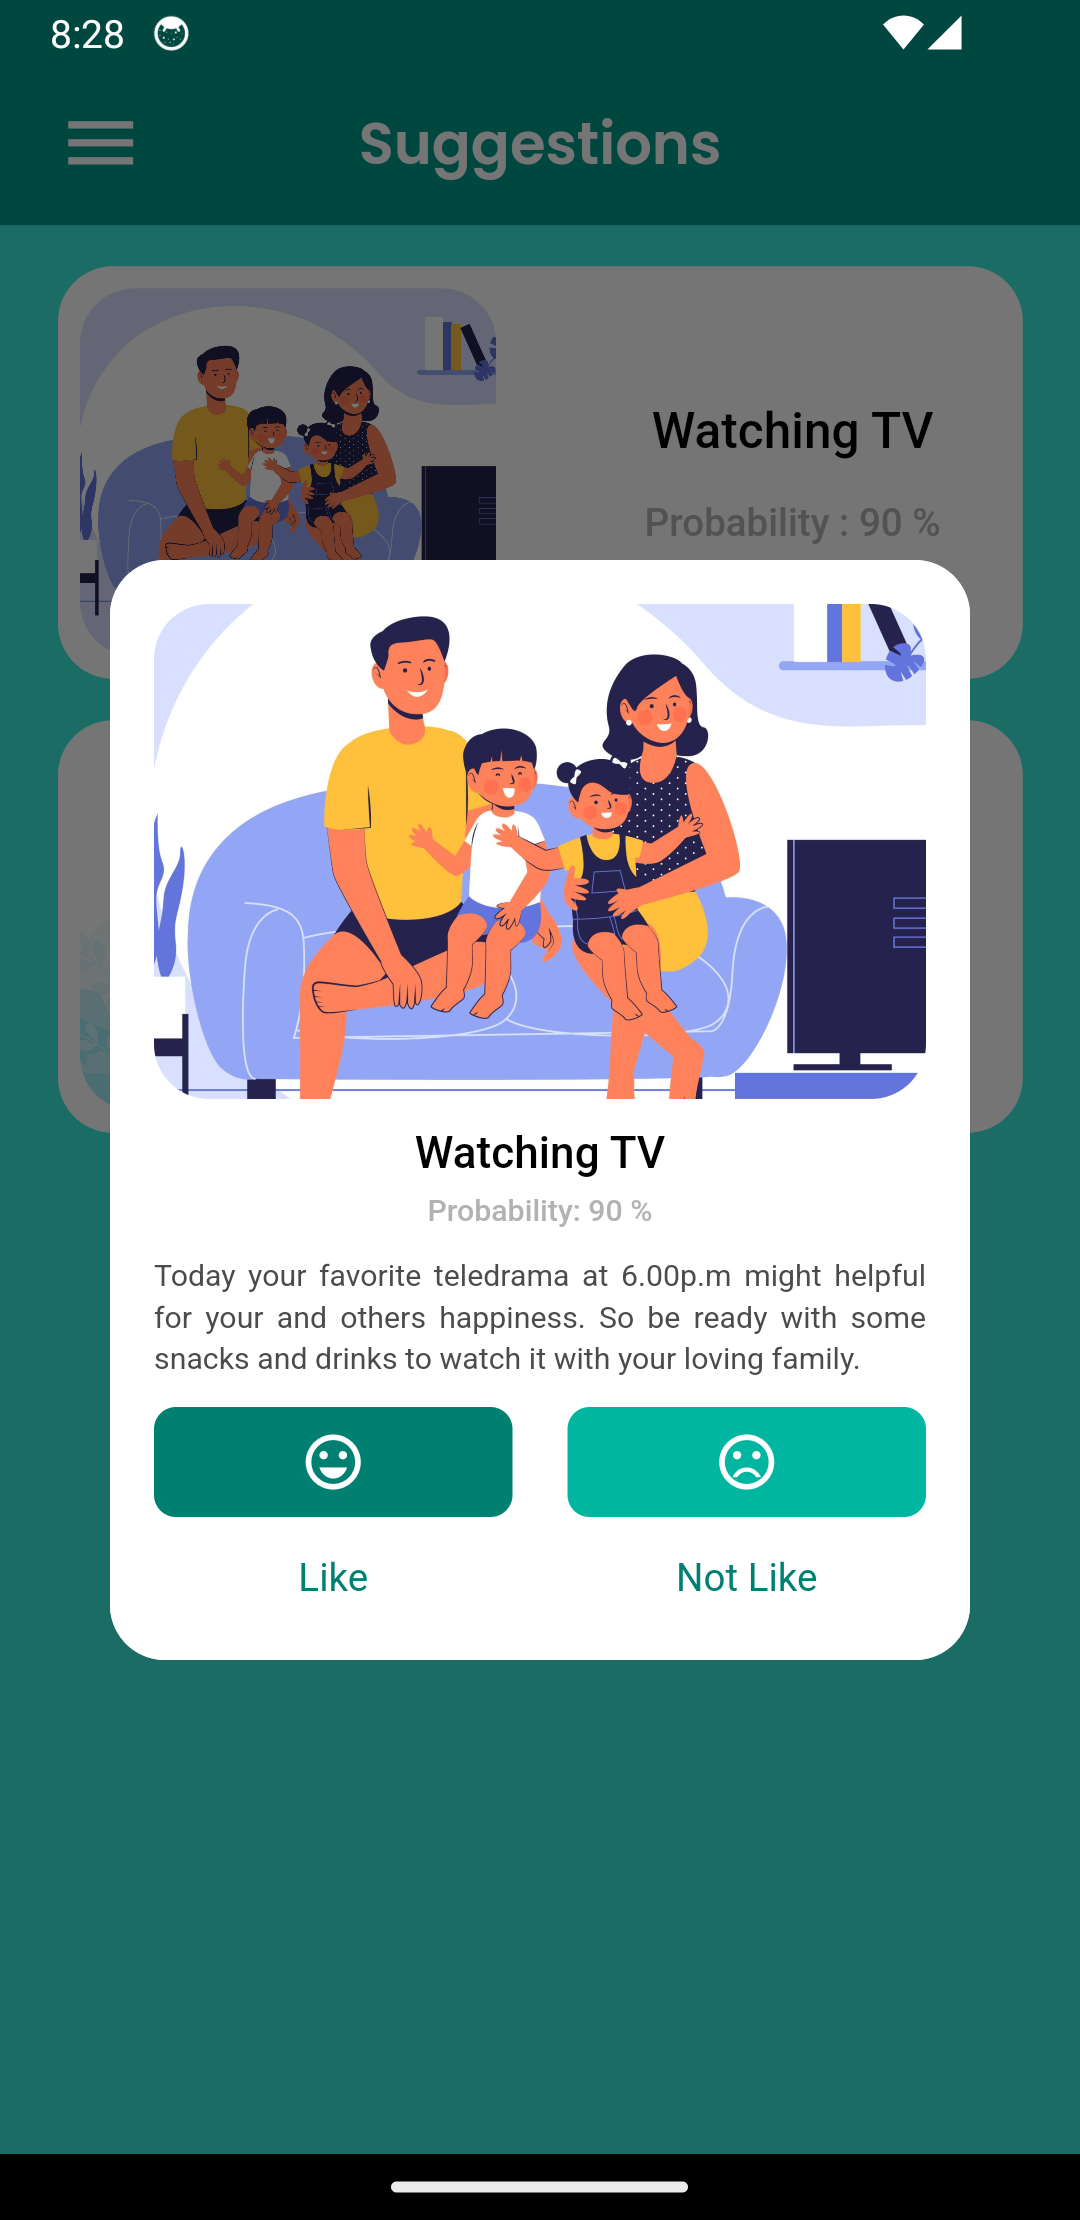 8:28
Suggestions
Watching TV
Probability : 90 %
Watching TV
Probability: 90 %
Today your favorite teledrama at 6.00p.m might helpful
for your and others happiness. So be ready with some
snacks and drinks to watch it with your loving family.
Like
Not Like